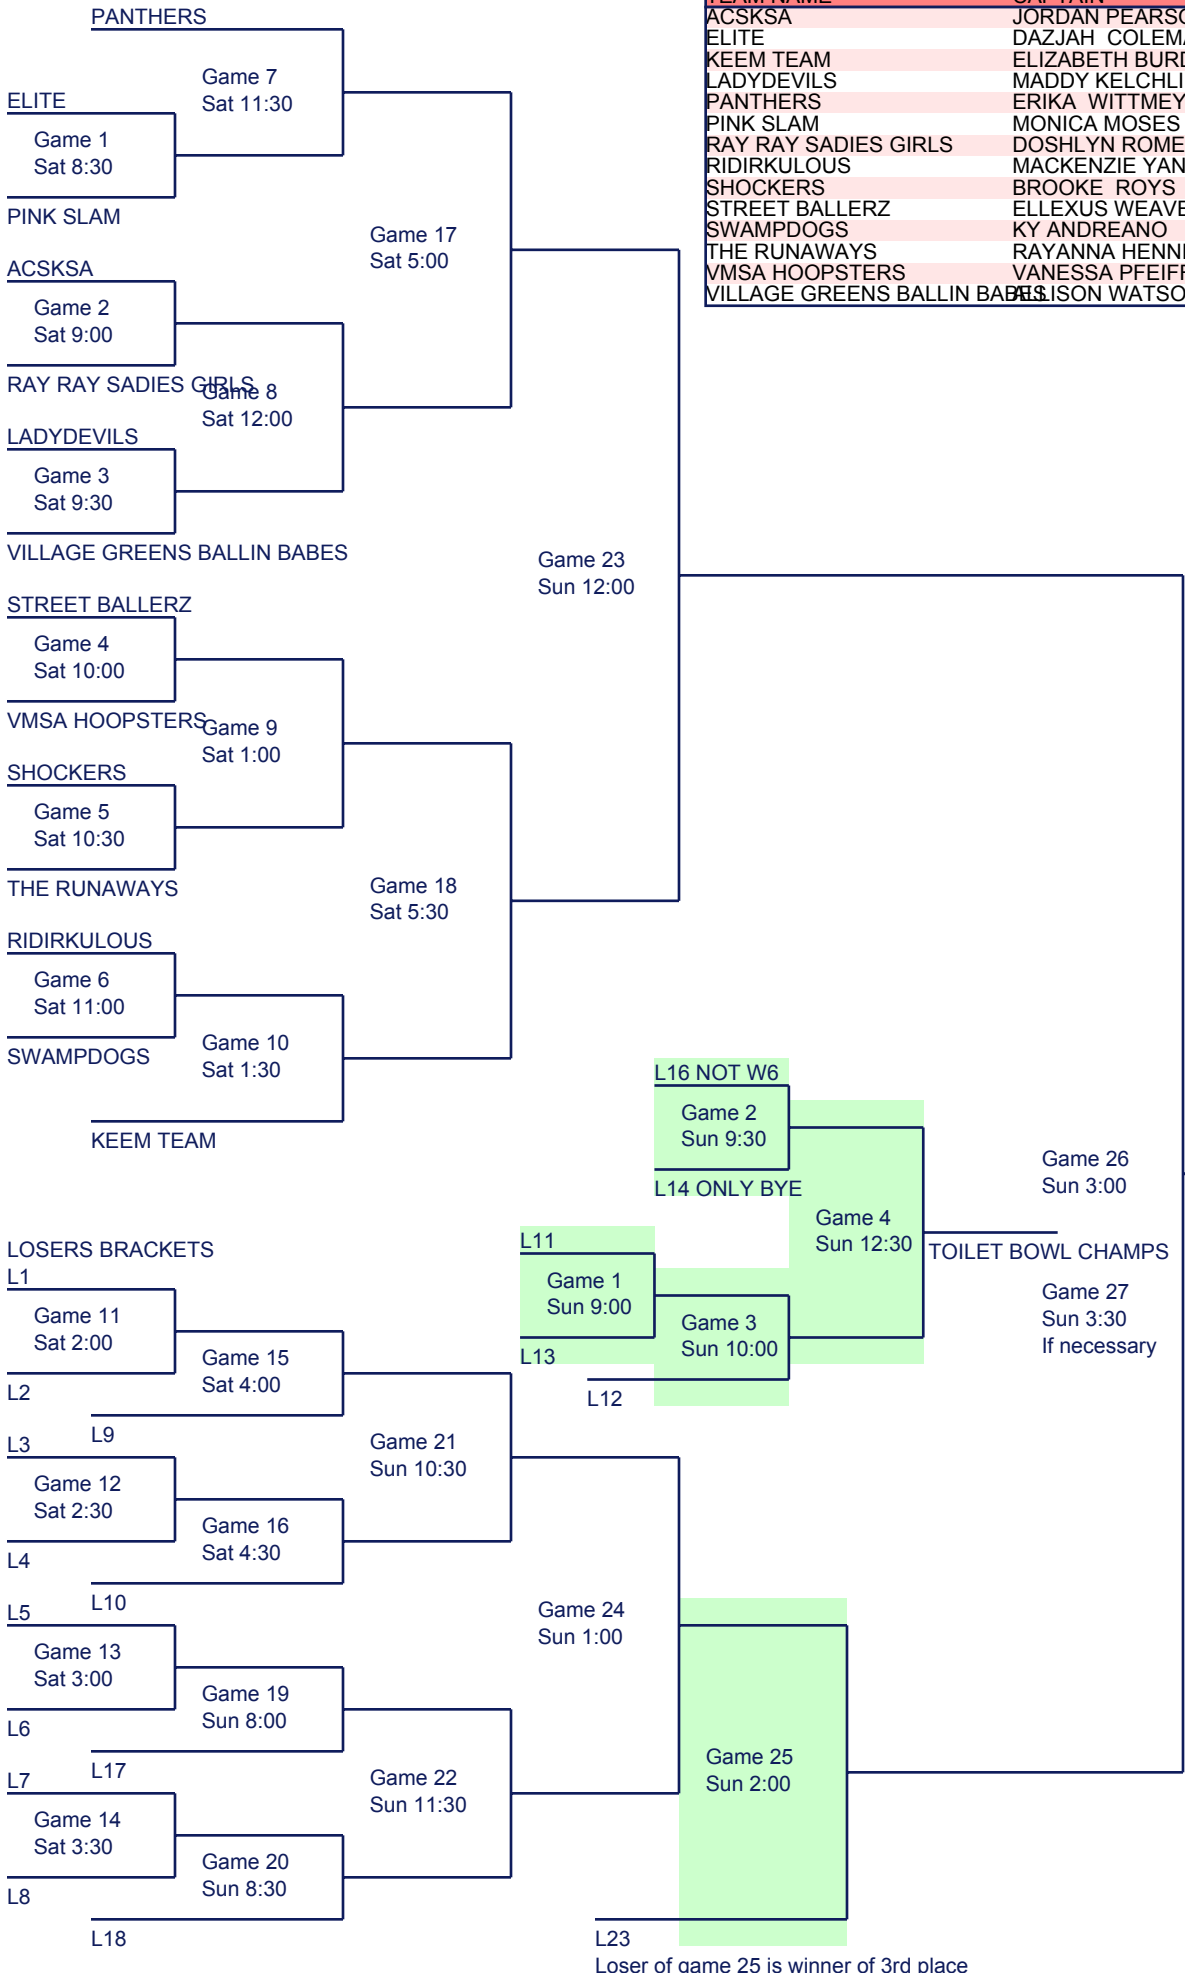 PANTHERS
Game 7
Sat 11:30
ELITE
Game 1
Sat 8:30
PINK SLAM
Game 17
Sat 5:00
ACSKSA
Game 2
Sat 9:00
RAY RAY SADIES GIRLS
Game 8
Sat 12:00
LADYDEVILS
Game 3
Sat 9:30
VILLAGE GREENS BALLIN BABES
Game 23
Sun 12:00
STREET BALLERZ
Game 4
Sat 10:00
VMSA HOOPSTERS
Game 9
Sat 1:00
SHOCKERS
Game 5
Sat 10:30
THE RUNAWAYS
Game 18
Sat 5:30
RIDIRKULOUS
Game 6
Sat 11:00
SWAMPDOGS
Game 10
Sat 1:30
KEEM TEAM
ACSKSA JORDAN PEARSO
ELITE DAZJAH COLEMA
KEEM TEAM ELIZABETH BURD
LADYDEVILS MADDY KELCHLI
PANTHERS ERIKA WITTMEY
PINK SLAM MONICA MOSES
RAY RAY SADIES GIRLS DOSHLYN ROME
RIDIRKULOUS MACKENZIE YAN
SHOCKERS BROOKE ROYS
STREET BALLERZ ELLEXUS WEAVE
SWAMPDOGS KY ANDREANO
THE RUNAWAYS RAYANNA HENN
VMSA HOOPSTERS VANESSA PFEIF
VILLAGE GREENS BALLIN BABES ALLISON WATSO
L16 NOT W6
Game 2
Sun 9:30
L14 ONLY BYE
Game 4
Sun 12:30
L11
Game 1
Sun 9:00
L13
Game 3
Sun 10:00
L12
TOILET BOWL CHAMPS
Game 26
Sun 3:00
Game 27
Sun 3:30
If necessary
LOSERS BRACKETS
L1
Game 11
Sat 2:00
L2
Game 15
Sat 4:00
L9
L3
Game 12
Sat 2:30
L4
Game 16
Sat 4:30
L10
Game 21
Sun 10:30
L5
Game 13
Sat 3:00
L6
Game 19
Sun 8:00
L17
L7
Game 14
Sat 3:30
L8
Game 20
Sun 8:30
L18
Game 22
Sun 11:30
Game 24
Sun 1:00
Game 25
Sun 2:00
L23
Loser of game 25 is winner of 3rd place